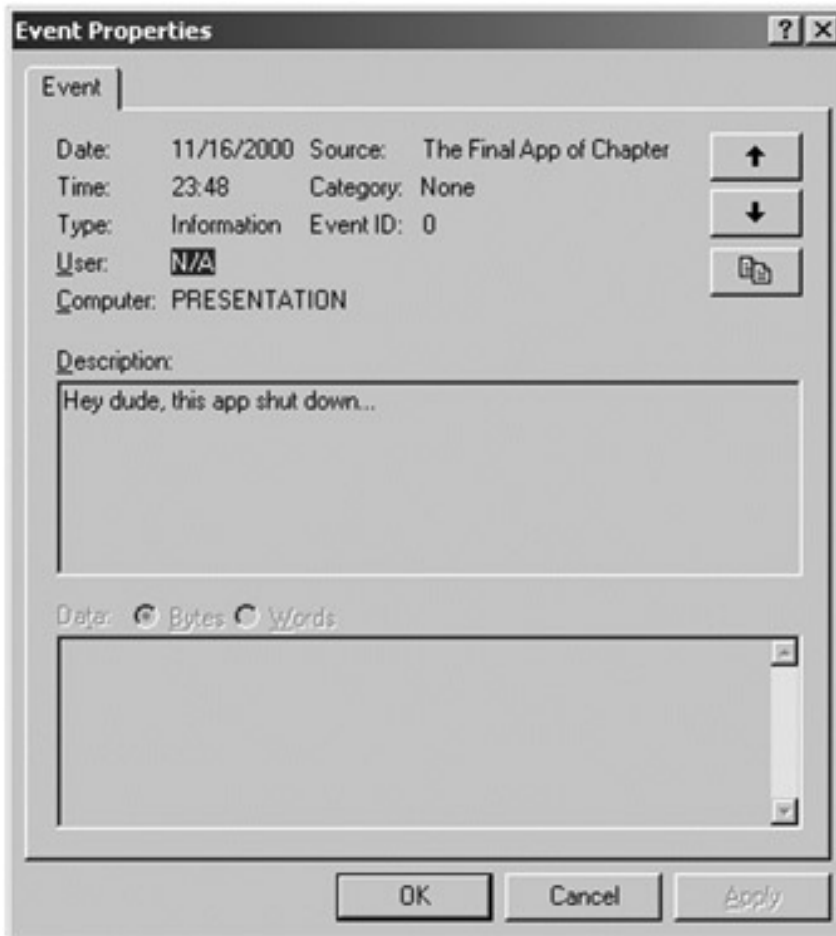 Event Properties
Event
Date: 11/16/2000 Source: The Final App of Chapter
Time: 23:48 Category: None
Type: Information Event ID: 0
User: N/A
Computer: PRESENTATION
Description:
Hey dude, this app shut down...
Data: Bytes Words
OK Cancel Apply